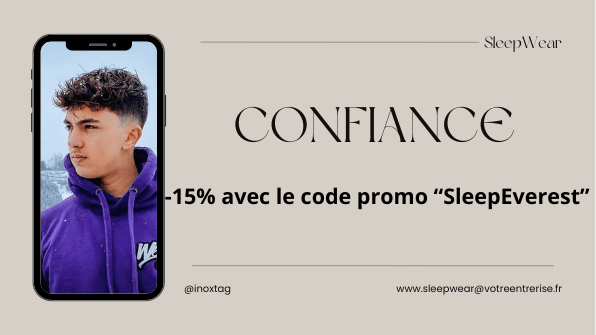 SleepWear
CONFIANCE
-15% avec le code promo “SleepEverest”
@inoxtag
www.sleepwear@votreentrerise.fr